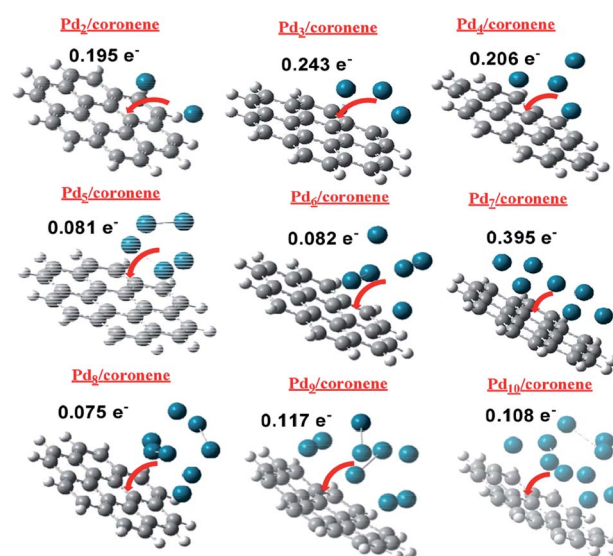 Pd2/coronene
0.195 e-
Pd3/coronene
0.243 e-
Pd4/coronene
0.206 e-
Pd5/coronene
0.081 e-
Pd6/coronene
0.082 e-
Pd7/coronene
0.395 e-
Pd8/coronene
0.075 e-
Pd9/coronene
0.117 e-
Pd10/coronene
0.108 e-